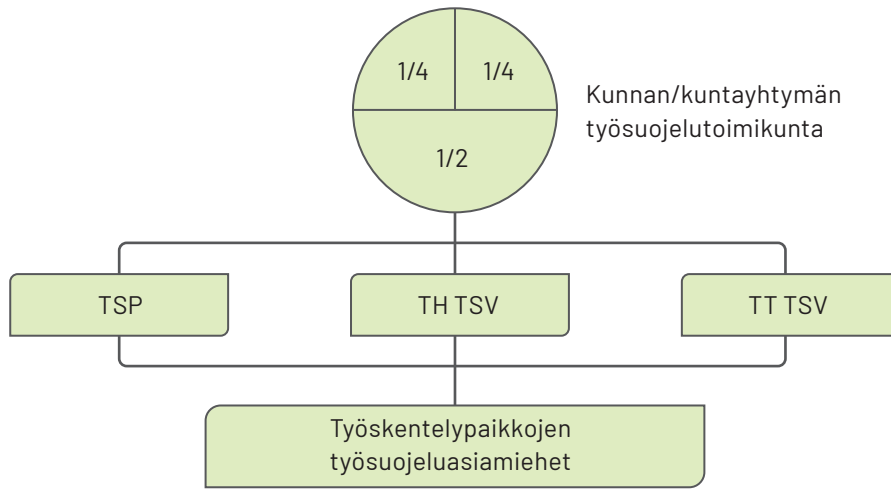 1/4 1/4
1/2
Kunnan/kuntayhtymän
työsuojelutoimikunta
TSP TH TSV TT TSV
Työskentelypaikkojen
työsuojeluasiamiehet